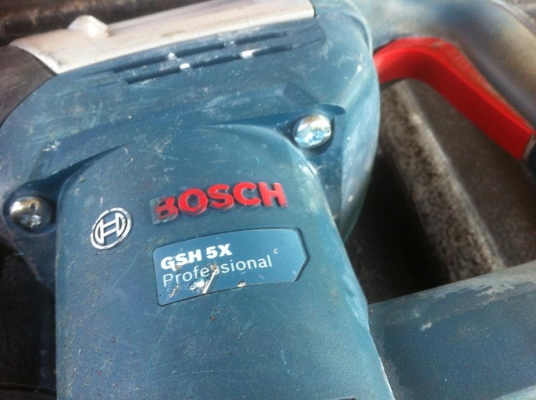 BOSCH
GSH 5X
Professional